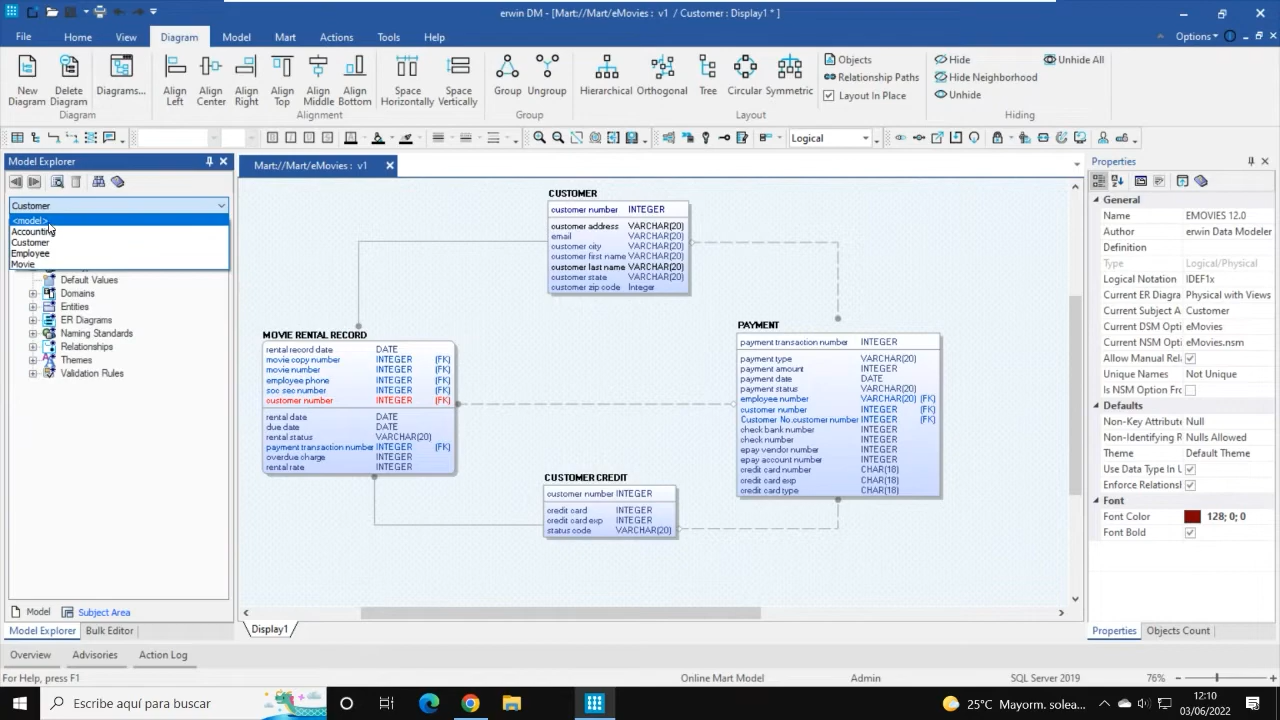 erwin DM - [Mart://Mart/eMovies : v1 / Customer : Display1 * ]
File Home View Diagram Model Mart Actions Tools Help Options
New Diagram Delete Diagram Diagrams...
Diagram
Align Left Align Center Align Right Align Top Align Middle Align Bottom
Alignment
Space Horizontally Space Vertically
Group Ungroup
Group
Hierarchical Orthogonal Tree Circular Symmetric
Objects
Relationship Paths
Layout In Place
Layout
Hide
Hide Neighborhood
Unhide
Unhide All
Hiding
Logical
Model Explorer
Customer
<model>
Accounting
Customer
Employee
Movie
Default Values
Domains
Entities
ER Diagrams
Naming Standards
Relationships
Themes
Validation Rules
Model Subject Area
Model Explorer Bulk Editor
Mart://Mart/eMovies : v1
CUSTOMER
customer number INTEGER
customer address VARCHAR(20)
email VARCHAR(20)
customer city VARCHAR(20)
customer first name VARCHAR(20)
customer last name VARCHAR(20)
customer state VARCHAR(20)
customer zip code Integer
MOVIE RENTAL RECORD
rental record date DATE
movie copy number INTEGER (FK)
movie number INTEGER (FK)
employee phone INTEGER (FK)
soc sec number INTEGER (FK)
customer number INTEGER (FK)
rental date DATE
due date DATE
rental status VARCHAR(20)
payment transaction number INTEGER (FK)
overdue charge INTEGER
rental rate INTEGER
PAYMENT
payment transaction number INTEGER
payment type VARCHAR(20)
payment amount INTEGER
payment date DATE
payment status VARCHAR(20)
employee number VARCHAR(20) (FK)
customer number INTEGER (FK)
Customer No.customer number INTEGER (FK)
check bank number INTEGER
check number INTEGER
epay vendor number INTEGER
epay account number INTEGER
credit card number CHAR(18)
credit card exp CHAR(18)
credit card type CHAR(18)
CUSTOMER CREDIT
customer number INTEGER
credit card INTEGER
credit card exp INTEGER
status code VARCHAR(20)
Display1
Properties
General
Name EMOVIES 12.0
Author erwin Data Modeler
Definition
Type Logical/Physical
Logical Notation IDEF1x
Current ER Diagra Physical with Views
Current Subject A Customer
Current DSM Opti eMovies
Current NSM Opti eMovies.nsm
Allow Manual Rel
Unique Names Not Unique
Is NSM Option Fr
Defaults
Non-Key Attribute Null
Non-Identifying R Nulls Allowed
Theme Default Theme
Use Data Type In U
Enforce Relationsl
Font
Font Color 128; 0; 0
Font Bold
Properties Objects Count
Overview Advisories Action Log
For Help, press F1 Online Mart Model Admin SQL Server 2019 76%
Escribe aquí para buscar
25°C Mayorm. solea...
12:10
03/06/2022